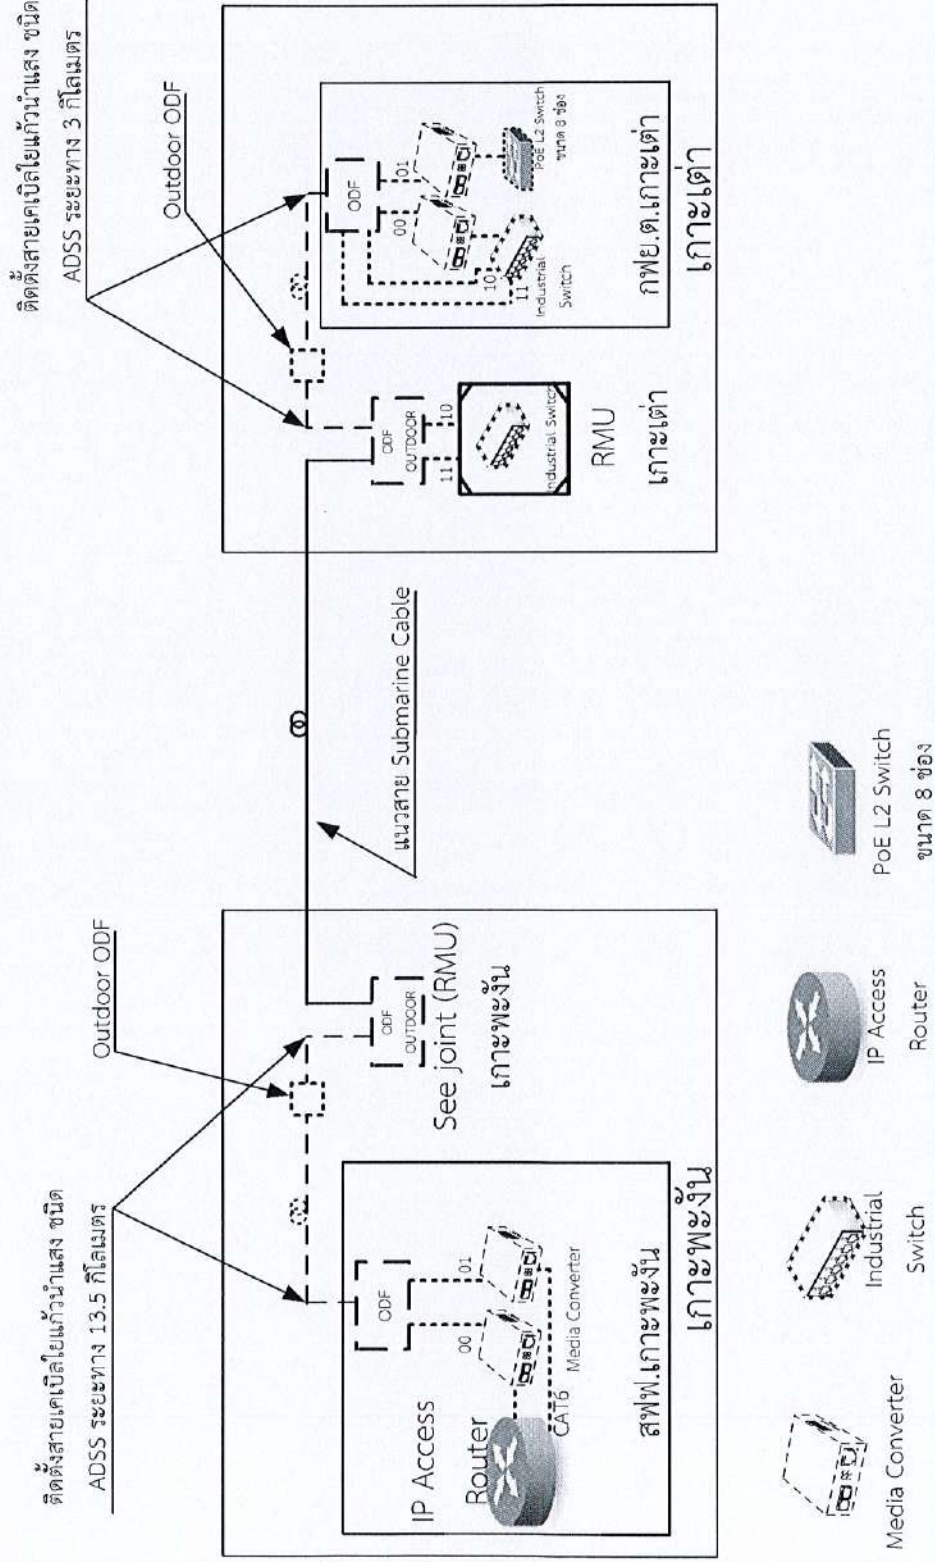 ติดตั้งสายเคเบิลใยแก้วนำแสง ชนิด
ADSS ระยะทาง 13.5 กิโลเมตร
Outdoor ODF
ODF
00
01
IP Access
Router
CAT6
Media Converter
สฟฟ.เกาะพะงัน
เกาะพะงัน
ODF
OUTDOOR
See joint (RMU)
เกาะพะงัน
แนวสาย Submarine Cable
ติดตั้งสายเคเบิลใยแก้วนำแสง ชนิด
ADSS ระยะทาง 3 กิโลเมตร
Outdoor ODF
ODF
OUTDOOR
11
10
Industrial Switch
RMU
เกาะเต่า
ODF
00
01
10
11
Industrial
Switch
PoE L2 Switch
ขนาด 8 ช่อง
กฟย.ต.เกาะเต่า
เกาะเต่า
Media Converter
Industrial
Switch
IP Access
Router
PoE L2 Switch
ขนาด 8 ช่อง